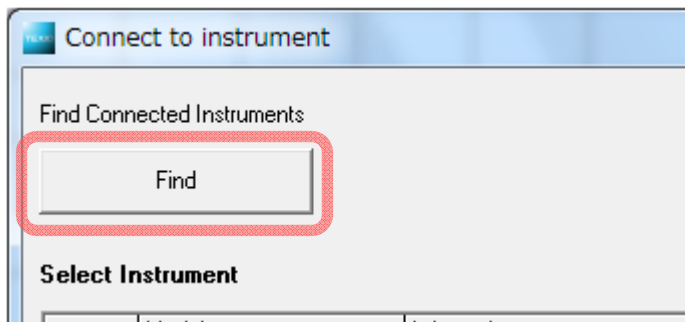 Connect to instrument
Find Connected Instruments
Find
Select Instrument